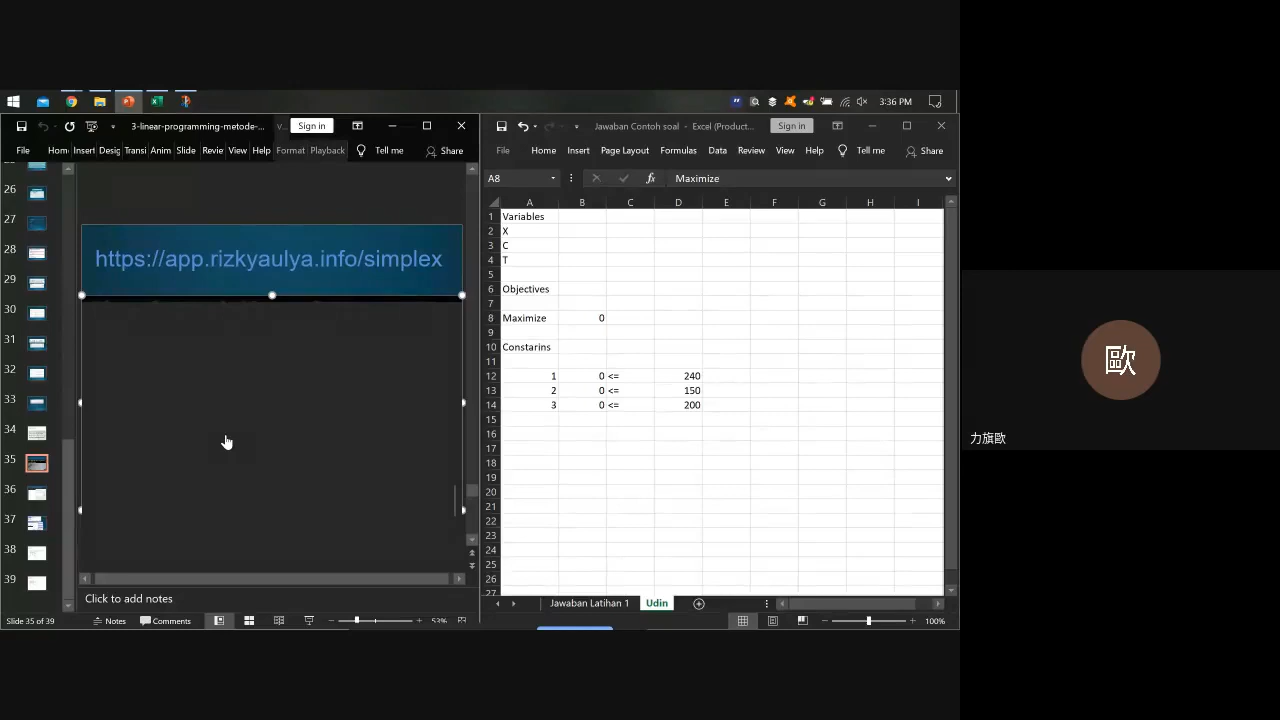 3:36 PM
3-linear-programming-metode-...
Sign in
File Home Insert Desig Transi Anim Slide Revie View Help Format Playback Tell me Share
26
27
28
29
30
31
32
33
34
35
36
37
38
39
https://app.rizkyaulya.info/simplex
Click to add notes
Slide 35 of 39 Notes Comments 53%
Jawaban Contoh soal - Excel (Product... Sign in
File Home Insert Page Layout Formulas Data Review View Help Tell me Share
A8 fx Maximize
A B C D E F G H I
1 Variables
2 X
3 C
4 T
5
6 Objectives
7
8 Maximize 0
9
10 Constarins
11
12 1 0 <= 240
13 2 0 <= 150
14 3 0 <= 200
15
16
17
18
19
20
21
22
23
24
25
26
27
Jawaban Latihan 1 Udin
100%
歐
力旗歐